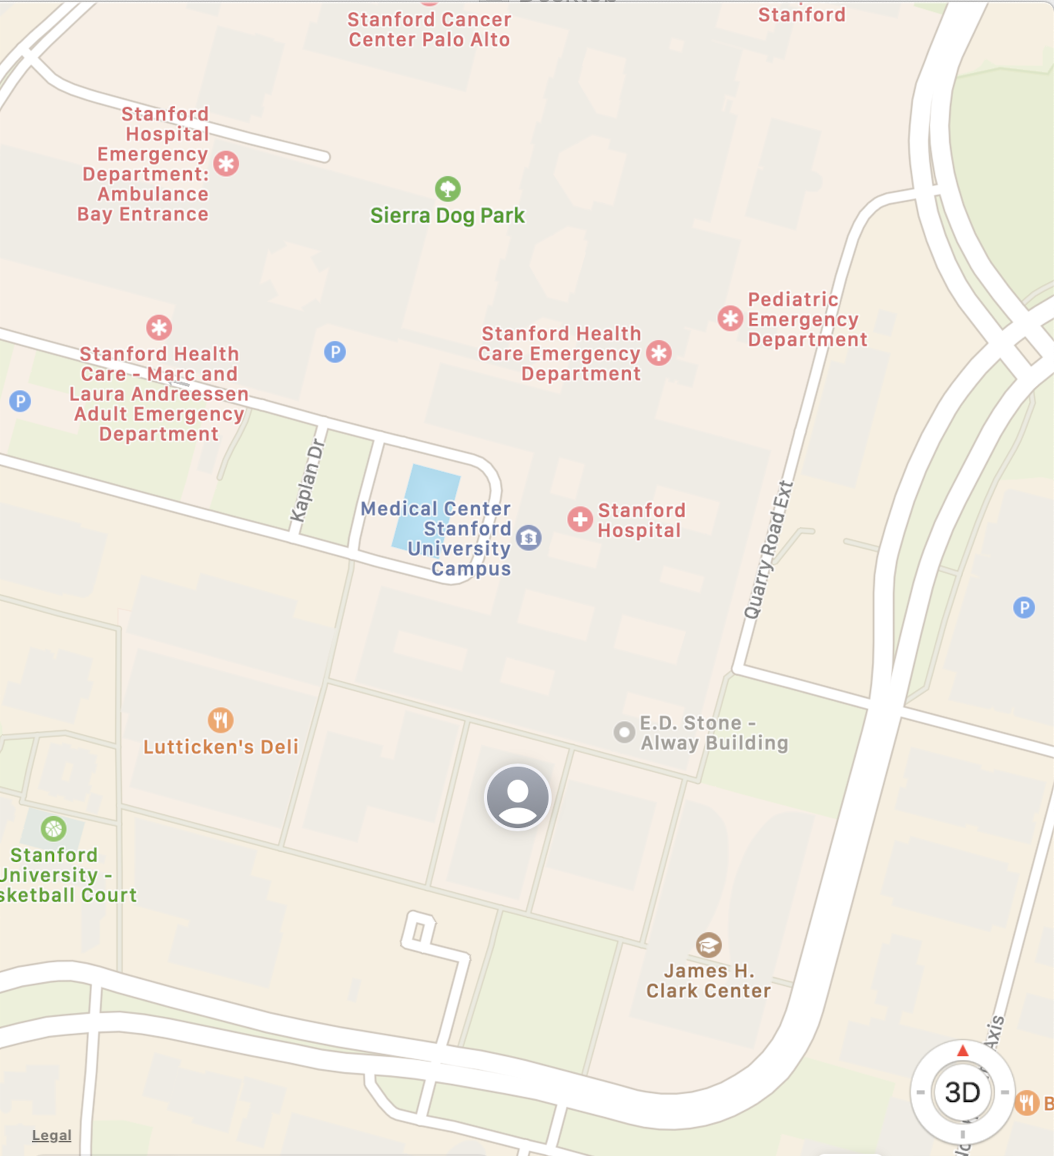 Stanford Cancer
Center Palo Alto
Stanford
Stanford
Hospital
Emergency
Department:
Ambulance
Bay Entrance
Sierra Dog Park
Pediatric
Emergency
Department
Stanford Health
Care Emergency
Department
Stanford Health
Care - Marc and
Laura Andreessen
Adult Emergency
Department
P
P
Kaplan Dr
Medical Center
Stanford
University
Campus
Stanford
Hospital
Quarry Road Ext
P
E.D. Stone -
Alway Building
Lutticken's Deli
Stanford
University -
sketball Court
James H.
Clark Center
Axis
3D
B
Legal